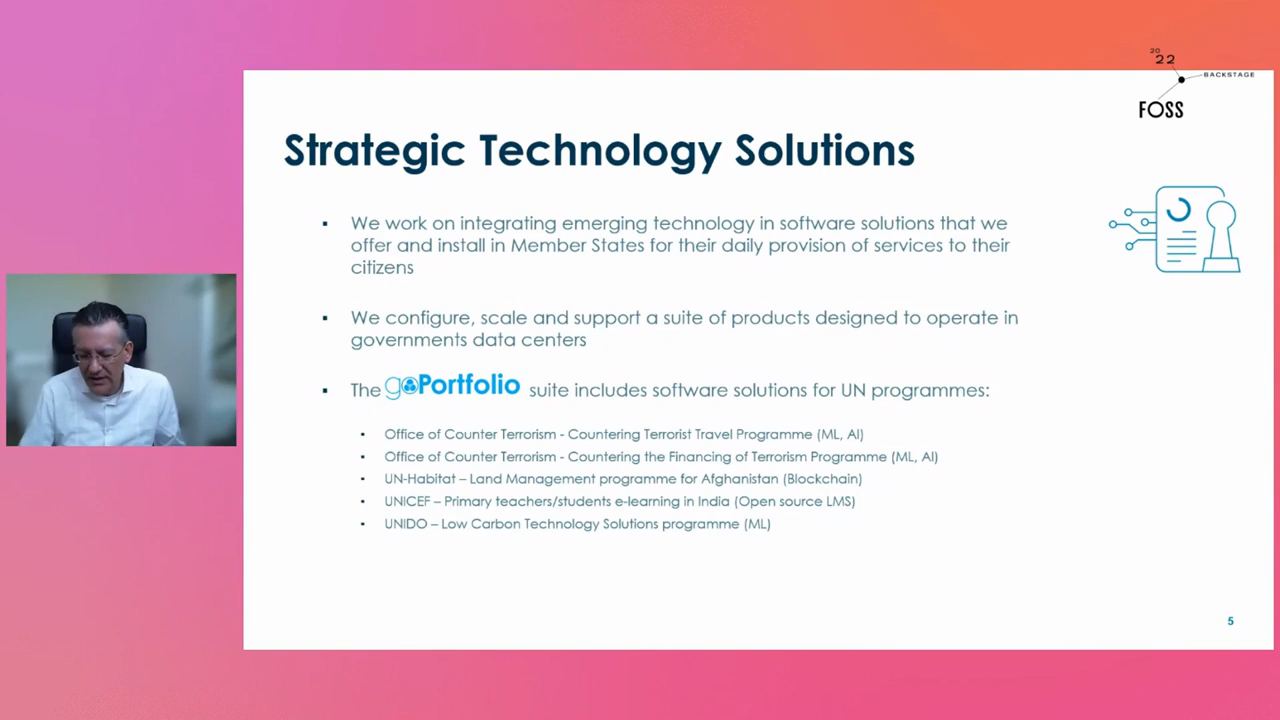 20
22
BACKSTAGE
FOSS
Strategic Technology Solutions
▪ We work on integrating emerging technology in software solutions that we
offer and install in Member States for their daily provision of services to their
citizens
▪ We configure, scale and support a suite of products designed to operate in
governments data centers
▪ The goPortfolio suite includes software solutions for UN programmes:
▪ Office of Counter Terrorism - Countering Terrorist Travel Programme (ML, AI)
▪ Office of Counter Terrorism - Countering the Financing of Terrorism Programme (ML, AI)
▪ UN-Habitat – Land Management programme for Afghanistan (Blockchain)
▪ UNICEF – Primary teachers/students e-learning in India (Open source LMS)
▪ UNIDO – Low Carbon Technology Solutions programme (ML)
5